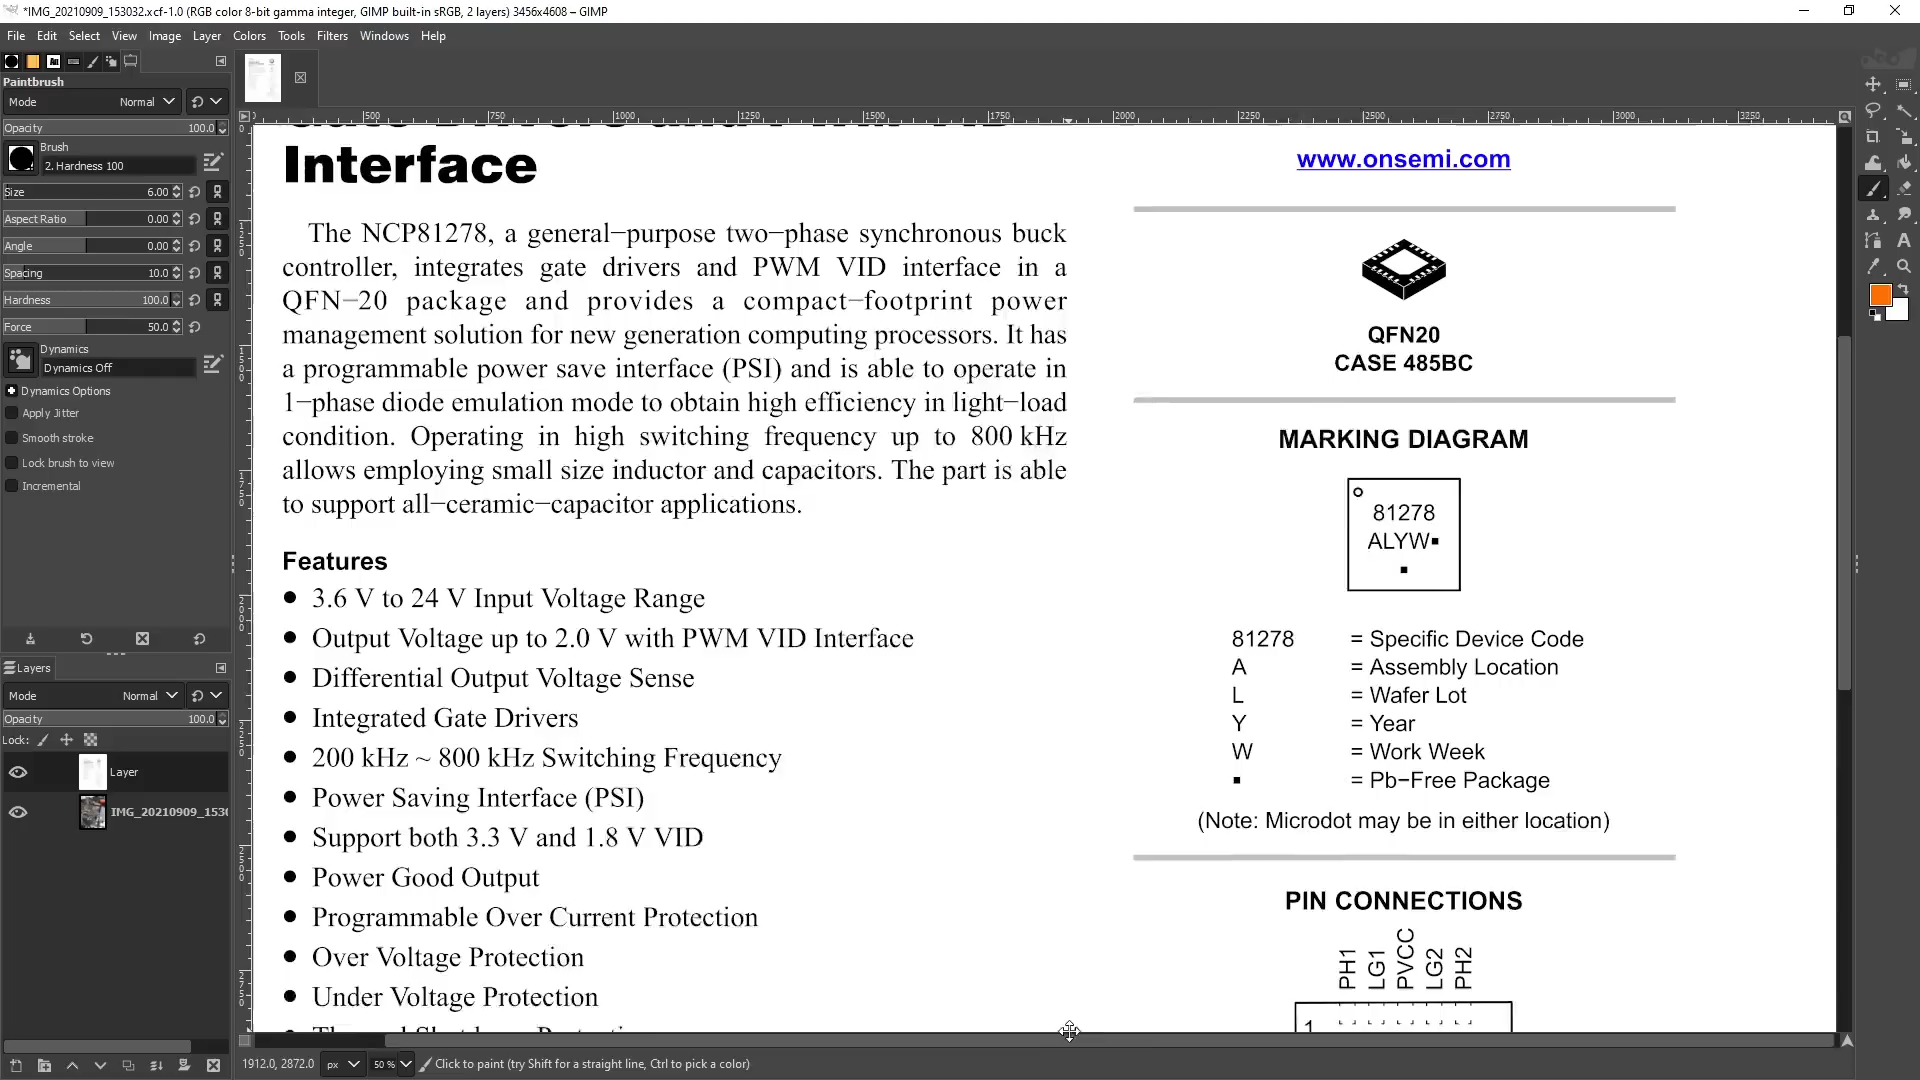 *IMG_20210909_153032.xcf-1.0 (RGB color 8-bit gamma integer, GIMP built-in sRGB, 2 layers) 3456x4608 – GIMP
File Edit Select View Image Layer Colors Tools Filters Windows Help
Paintbrush
Mode Normal
Opacity 100.0
Brush
2. Hardness 100
Size 6.00
Aspect Ratio 0.00
Angle 0.00
Spacing 10.0
Hardness 100.0
Force 50.0
Dynamics
Dynamics Off
Dynamics Options
Apply Jitter
Smooth stroke
Lock brush to view
Incremental
Layers
Mode Normal
Opacity 100.0
Lock:
Layer
IMG_20210909_1530
500 750 1000 1250 1500 1750 2000 2250 2500 2750 3000 3250
Interface
The NCP81278, a general−purpose two−phase synchronous buck
controller, integrates gate drivers and PWM VID interface in a
QFN−20 package and provides a compact−footprint power
management solution for new generation computing processors. It has
a programmable power save interface (PSI) and is able to operate in
1−phase diode emulation mode to obtain high efficiency in light−load
condition. Operating in high switching frequency up to 800 kHz
allows employing small size inductor and capacitors. The part is able
to support all−ceramic−capacitor applications.
Features
• 3.6 V to 24 V Input Voltage Range
• Output Voltage up to 2.0 V with PWM VID Interface
• Differential Output Voltage Sense
• Integrated Gate Drivers
• 200 kHz ~ 800 kHz Switching Frequency
• Power Saving Interface (PSI)
• Support both 3.3 V and 1.8 V VID
• Power Good Output
• Programmable Over Current Protection
• Over Voltage Protection
• Under Voltage Protection
www.onsemi.com
QFN20
CASE 485BC
MARKING DIAGRAM
81278
ALYW▪
▪
81278 = Specific Device Code
A = Assembly Location
L = Wafer Lot
Y = Year
W = Work Week
▪ = Pb−Free Package
(Note: Microdot may be in either location)
PIN CONNECTIONS
PH1
LG1
PVCC
LG2
PH2
1
1912.0, 2872.0 px 50 % Click to paint (try Shift for a straight line, Ctrl to pick a color)